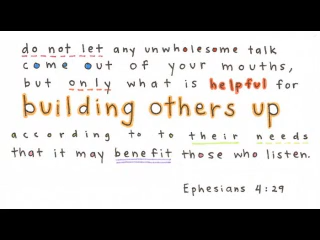 do not let any unwholesome talk
come out of your mouths,
but only what is helpful for
building others up
according to to their needs
that it may benefit those who listen.
Ephesians 4:29